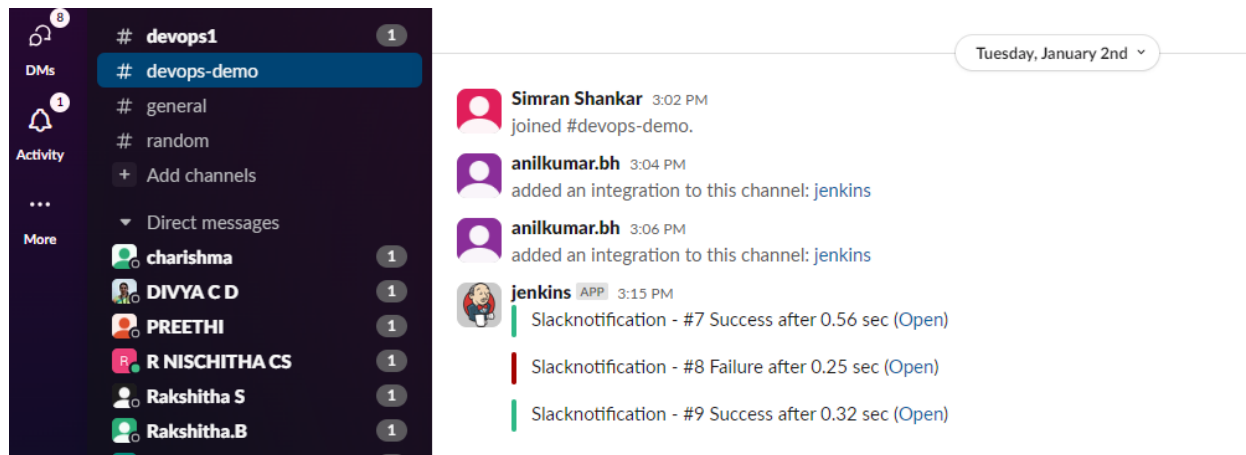 8
DMs
1
Activity
•••
More
# devops1 1
# devops-demo
# general
# random
+ Add channels
Direct messages
charishma 1
DIVYA C D 1
PREETHI 1
R R NISCHITHA CS 1
Rakshitha S 1
Rakshitha.B 1
Tuesday, January 2nd
Simran Shankar 3:02 PM
joined #devops-demo.
anilkumar.bh 3:04 PM
added an integration to this channel: jenkins
anilkumar.bh 3:06 PM
added an integration to this channel: jenkins
jenkins APP 3:15 PM
Slacknotification - #7 Success after 0.56 sec (Open)
Slacknotification - #8 Failure after 0.25 sec (Open)
Slacknotification - #9 Success after 0.32 sec (Open)